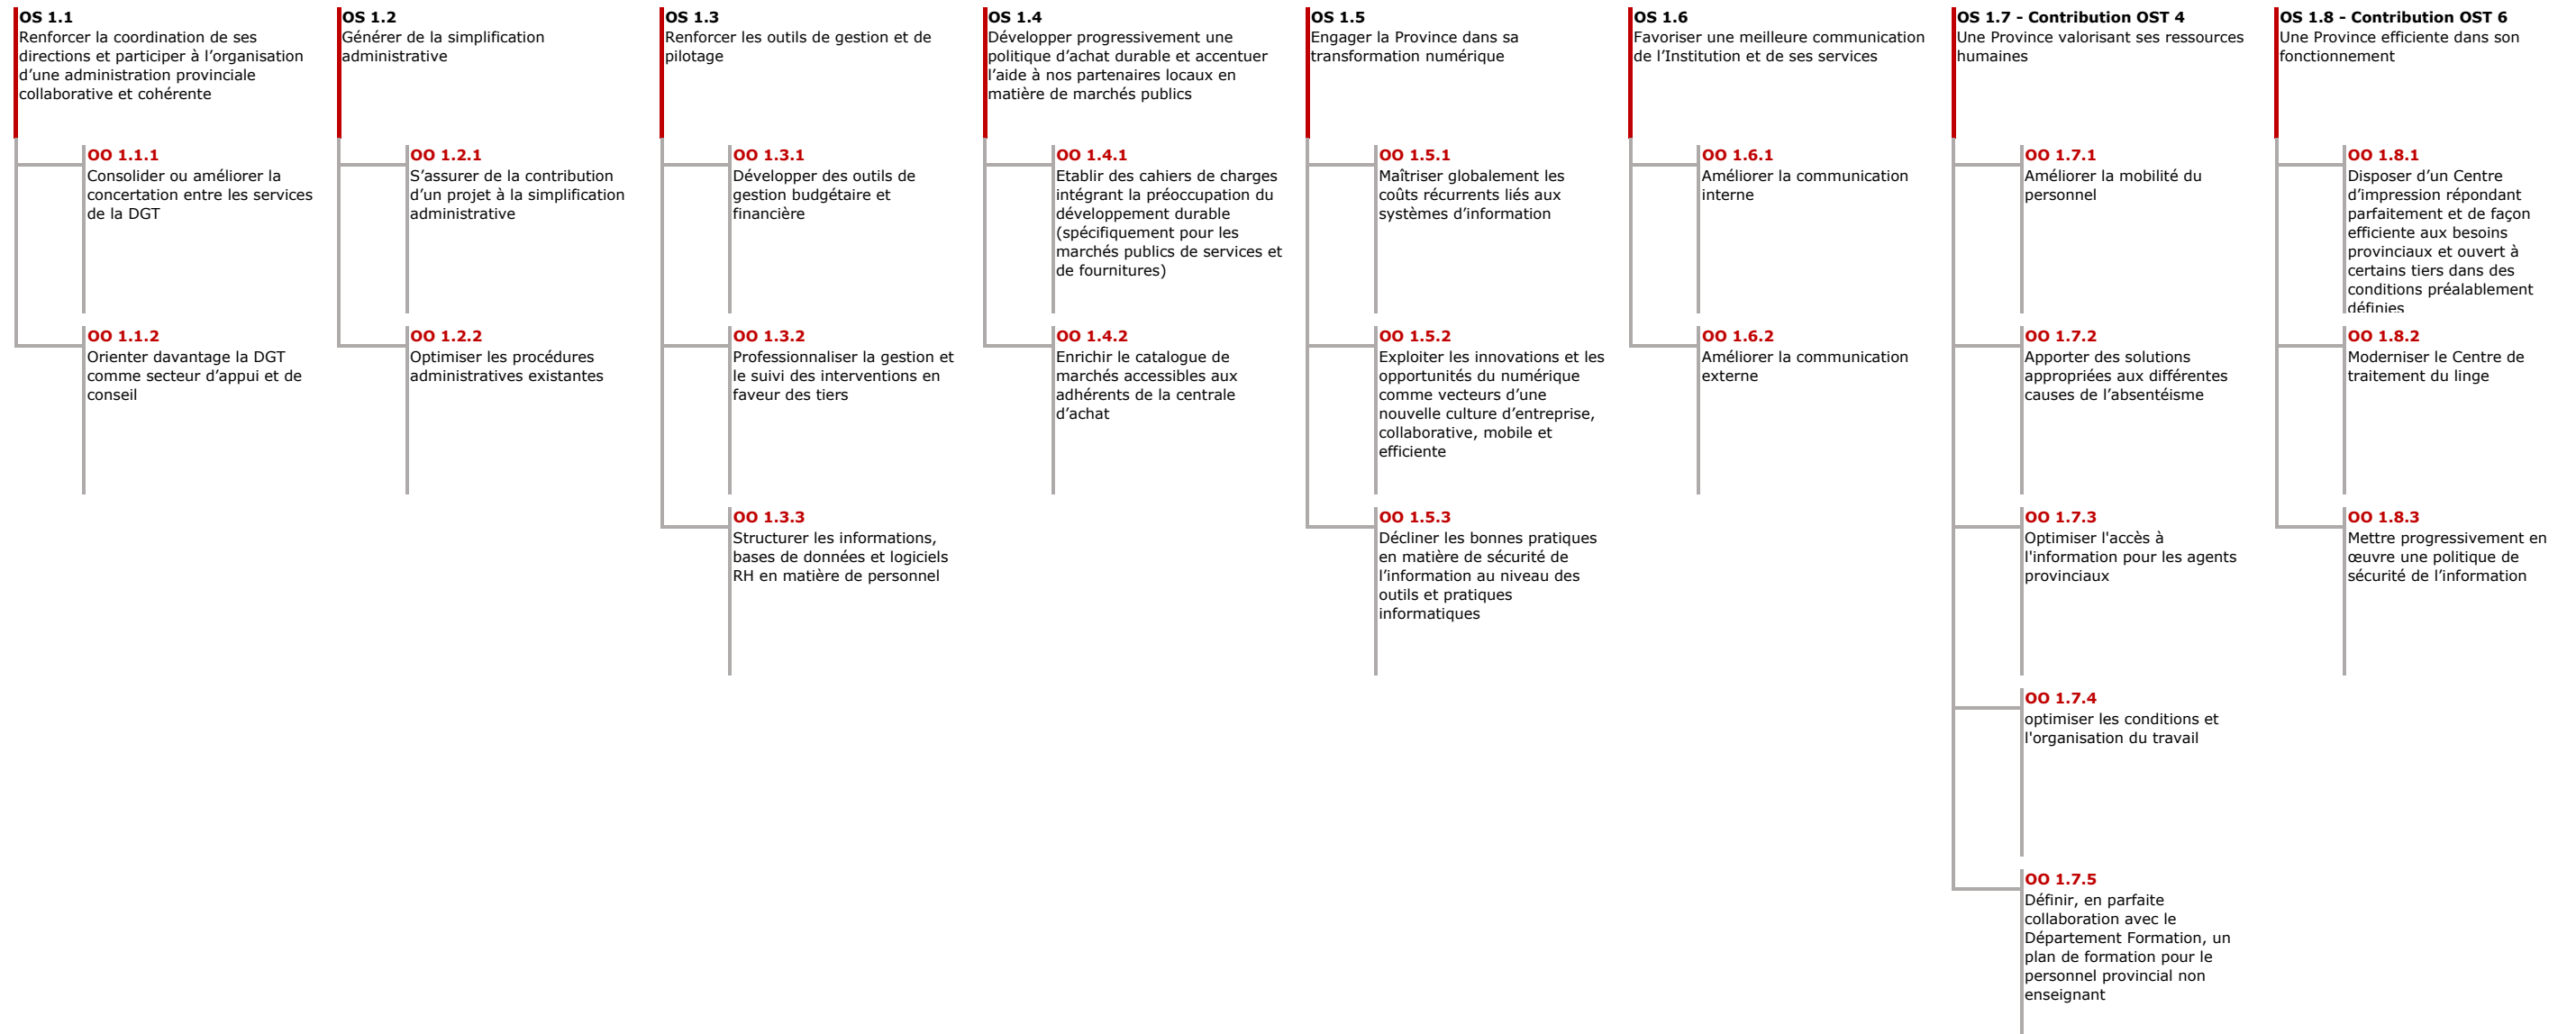 OS 1.1
Renforcer la coordination de ses
directions et participer à l’organisation
d’une administration provinciale
collaborative et cohérente
OO 1.1.1
Consolider ou améliorer la
concertation entre les services
de la DGT
OO 1.1.2
Orienter davantage la DGT
comme secteur d’appui et de
conseil
OS 1.2
Générer de la simplification
administrative
OO 1.2.1
S’assurer de la contribution
d’un projet à la simplification
administrative
OO 1.2.2
Optimiser les procédures
administratives existantes
OS 1.3
Renforcer les outils de gestion et de
pilotage
OO 1.3.1
Développer des outils de
gestion budgétaire et
financière
OO 1.3.2
Professionnaliser la gestion et
le suivi des interventions en
faveur des tiers
OO 1.3.3
Structurer les informations,
bases de données et logiciels
RH en matière de personnel
OS 1.4
Développer progressivement une
politique d’achat durable et accentuer
l’aide à nos partenaires locaux en
matière de marchés publics
OO 1.4.1
Etablir des cahiers de charges
intégrant la préoccupation du
développement durable
(spécifiquement pour les
marchés publics de services et
de fournitures)
OO 1.4.2
Enrichir le catalogue de
marchés accessibles aux
adhérents de la centrale
d’achat
OS 1.5
Engager la Province dans sa
transformation numérique
OO 1.5.1
Maîtriser globalement les
coûts récurrents liés aux
systèmes d’information
OO 1.5.2
Exploiter les innovations et les
opportunités du numérique
comme vecteurs d’une
nouvelle culture d’entreprise,
collaborative, mobile et
efficiente
OO 1.5.3
Décliner les bonnes pratiques
en matière de sécurité de
l’information au niveau des
outils et pratiques
informatiques
OS 1.6
Favoriser une meilleure communication
de l’Institution et de ses services
OO 1.6.1
Améliorer la communication
interne
OO 1.6.2
Améliorer la communication
externe
OS 1.7 - Contribution OST 4
Une Province valorisant ses ressources
humaines
OO 1.7.1
Améliorer la mobilité du
personnel
OO 1.7.2
Apporter des solutions
appropriées aux différentes
causes de l’absentéisme
OO 1.7.3
Optimiser l'accès à
l'information pour les agents
provinciaux
OO 1.7.4
optimiser les conditions et
l'organisation du travail
OO 1.7.5
Définir, en parfaite
collaboration avec le
Département Formation, un
plan de formation pour le
personnel provincial non
enseignant
OS 1.8 - Contribution OST 6
Une Province efficiente dans son
fonctionnement
OO 1.8.1
Disposer d’un Centre
d’impression répondant
parfaitement et de façon
efficiente aux besoins
provinciaux et ouvert à
certains tiers dans des
conditions préalablement
définies
OO 1.8.2
Moderniser le Centre de
traitement du linge
OO 1.8.3
Mettre progressivement en
œuvre une politique de
sécurité de l’information